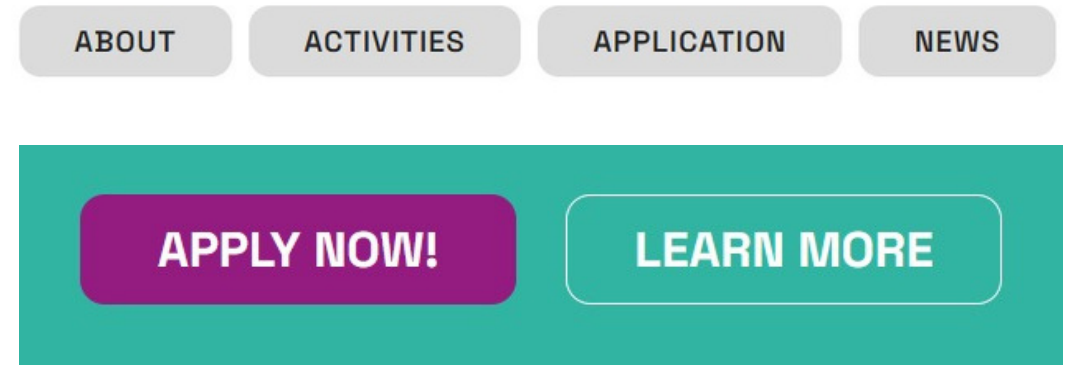 ABOUT ACTIVITIES APPLICATION NEWS
APPLY NOW! LEARN MORE